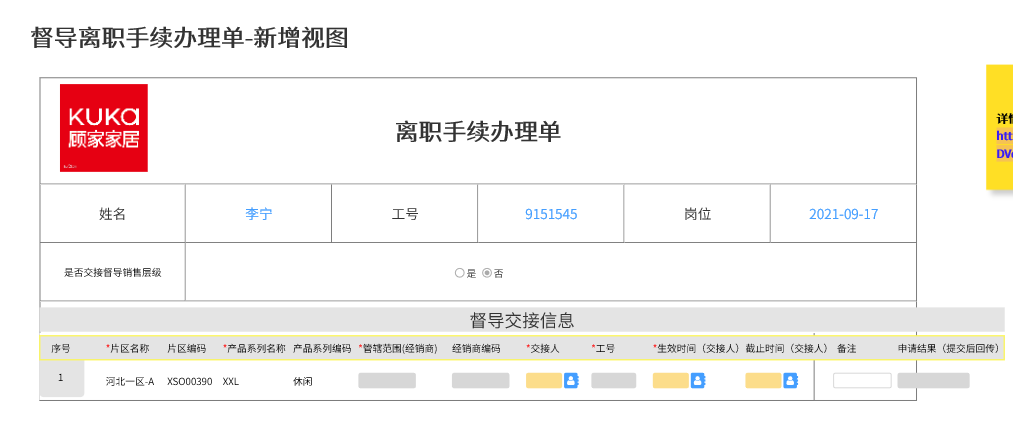 督导离职手续办理单-新增视图
KUKa
顾家家居
离职手续办理单
详情
htt
DV
姓名 李宁 工号 9151545 岗位 2021-09-17
是否交接督导销售层级 是 否
督导交接信息
序号 *片区名称 片区编码 *产品系列名称 产品系列编码 *管辖范围(经销商) 经销商编码 *交接人 *工号 *生效时间（交接人） 截止时间（交接人） 备注 申请结果（提交后回传）
1 河北一区-A XSO00390 XXL 休闲